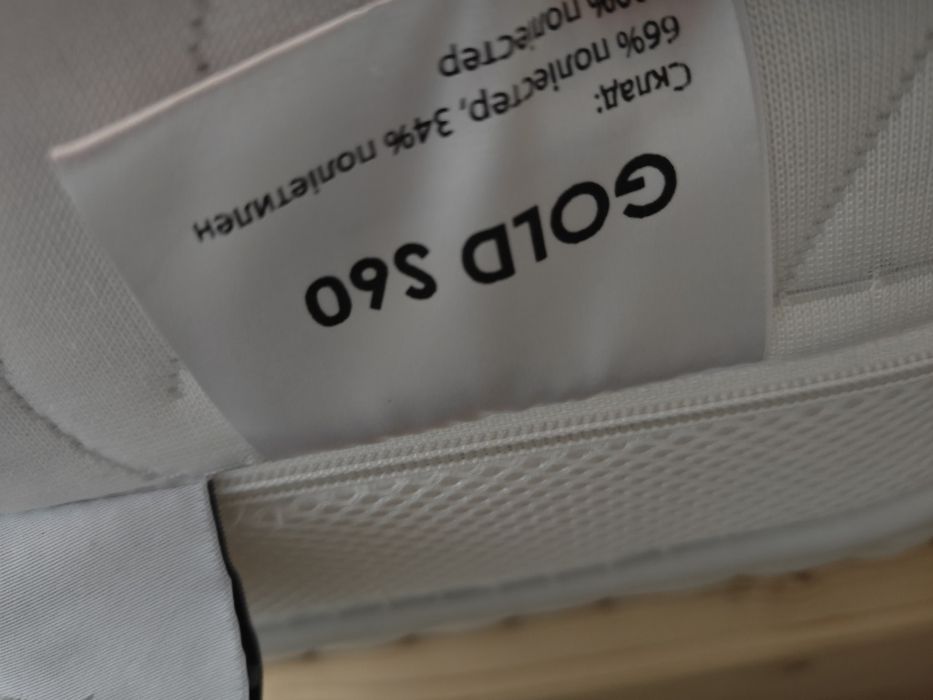 GOLD S60
Склад:
66% поліестер, 34% поліетилен
поліестер